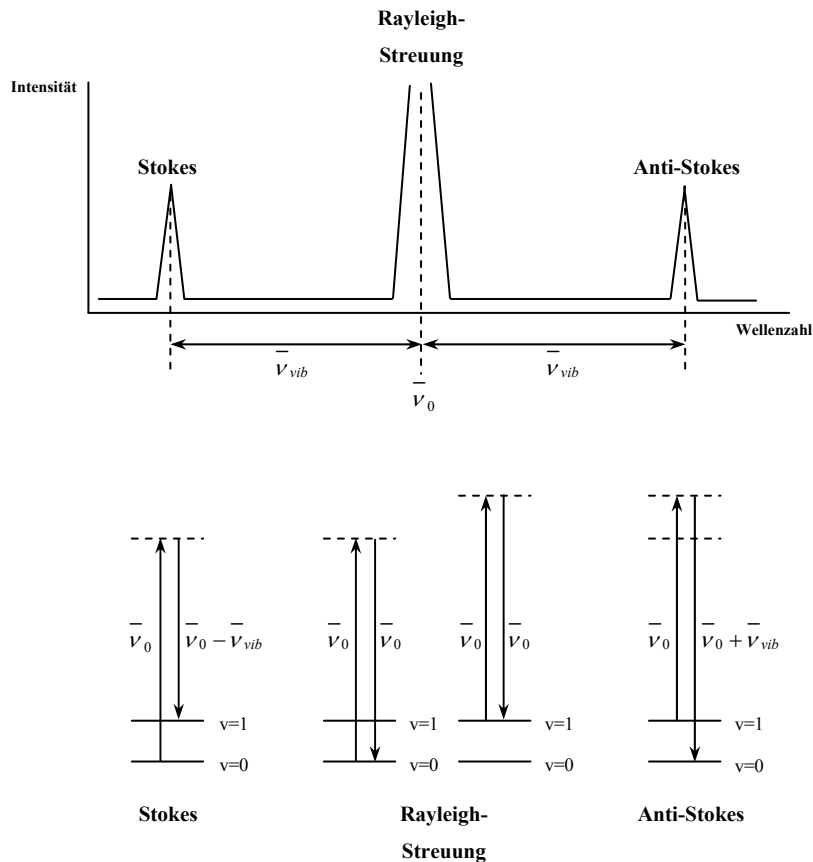 Rayleigh-
Streuung
Intensität
Stokes
Anti-Stokes
Wellenzahl
ν̅vib
ν̅vib
ν̅0
ν̅0
ν̅0 − ν̅vib
ν̅0
ν̅0
ν̅0
ν̅0
ν̅0
ν̅0 + ν̅vib
v=1
v=1
v=1
v=1
v=0
v=0
v=0
v=0
Stokes
Rayleigh-
Streuung
Anti-Stokes